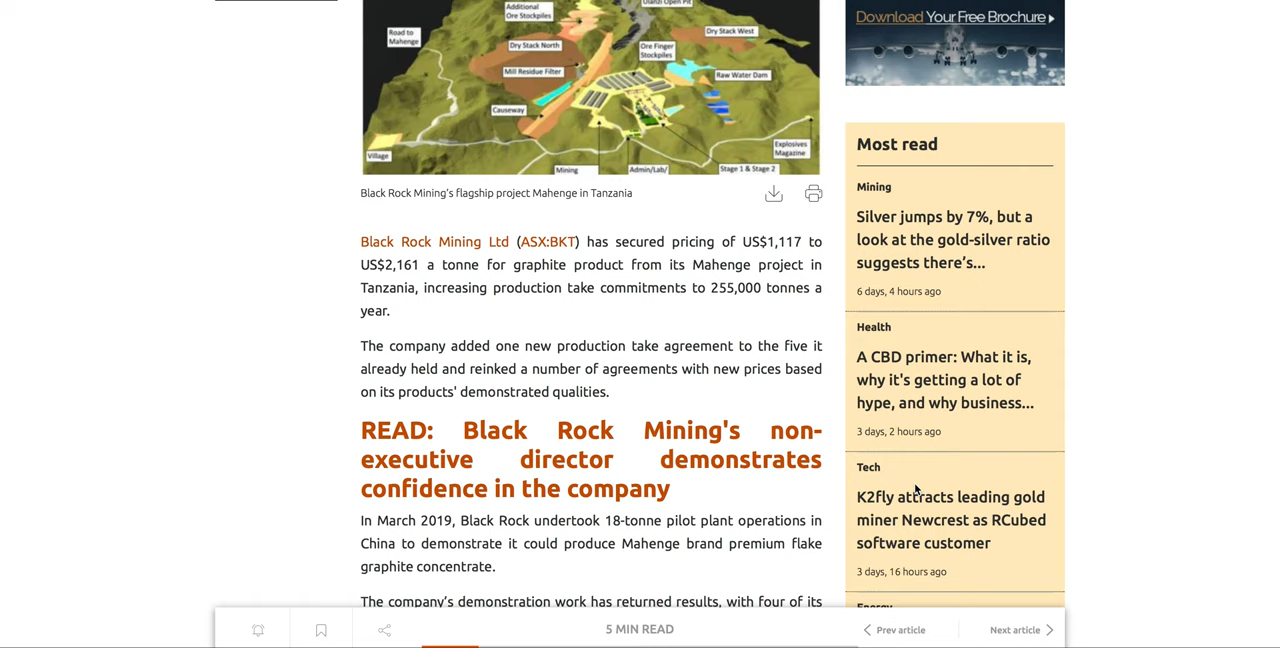 Additional
Ore Stockpiles
Ulanzi Open Pit
Road to
Mahenge
Dry Stack North
Dry Stack West
Ore Finger
Stockpiles
Mill Residue Filter
Raw Water Dam
Causeway
Explosives
Magazine
Village
Mining
Admin/Lab/
Stage 1 & Stage 2
Black Rock Mining's flagship project Mahenge in Tanzania
Black Rock Mining Ltd (ASX:BKT) has secured pricing of US$1,117 to
US$2,161 a tonne for graphite product from its Mahenge project in
Tanzania, increasing production take commitments to 255,000 tonnes a
year.
The company added one new production take agreement to the five it
already held and reinked a number of agreements with new prices based
on its products' demonstrated qualities.
READ: Black Rock Mining's non-
executive director demonstrates
confidence in the company
In March 2019, Black Rock undertook 18-tonne pilot plant operations in
China to demonstrate it could produce Mahenge brand premium flake
graphite concentrate.
The company's demonstration work has returned results, with four of its
Download Your Free Brochure
Most read
Mining
Silver jumps by 7%, but a
look at the gold-silver ratio
suggests there's...
6 days, 4 hours ago
Health
A CBD primer: What it is,
why it's getting a lot of
hype, and why business...
3 days, 2 hours ago
Tech
K2fly attracts leading gold
miner Newcrest as RCubed
software customer
3 days, 16 hours ago
Energy
5 MIN READ
Prev article
Next article